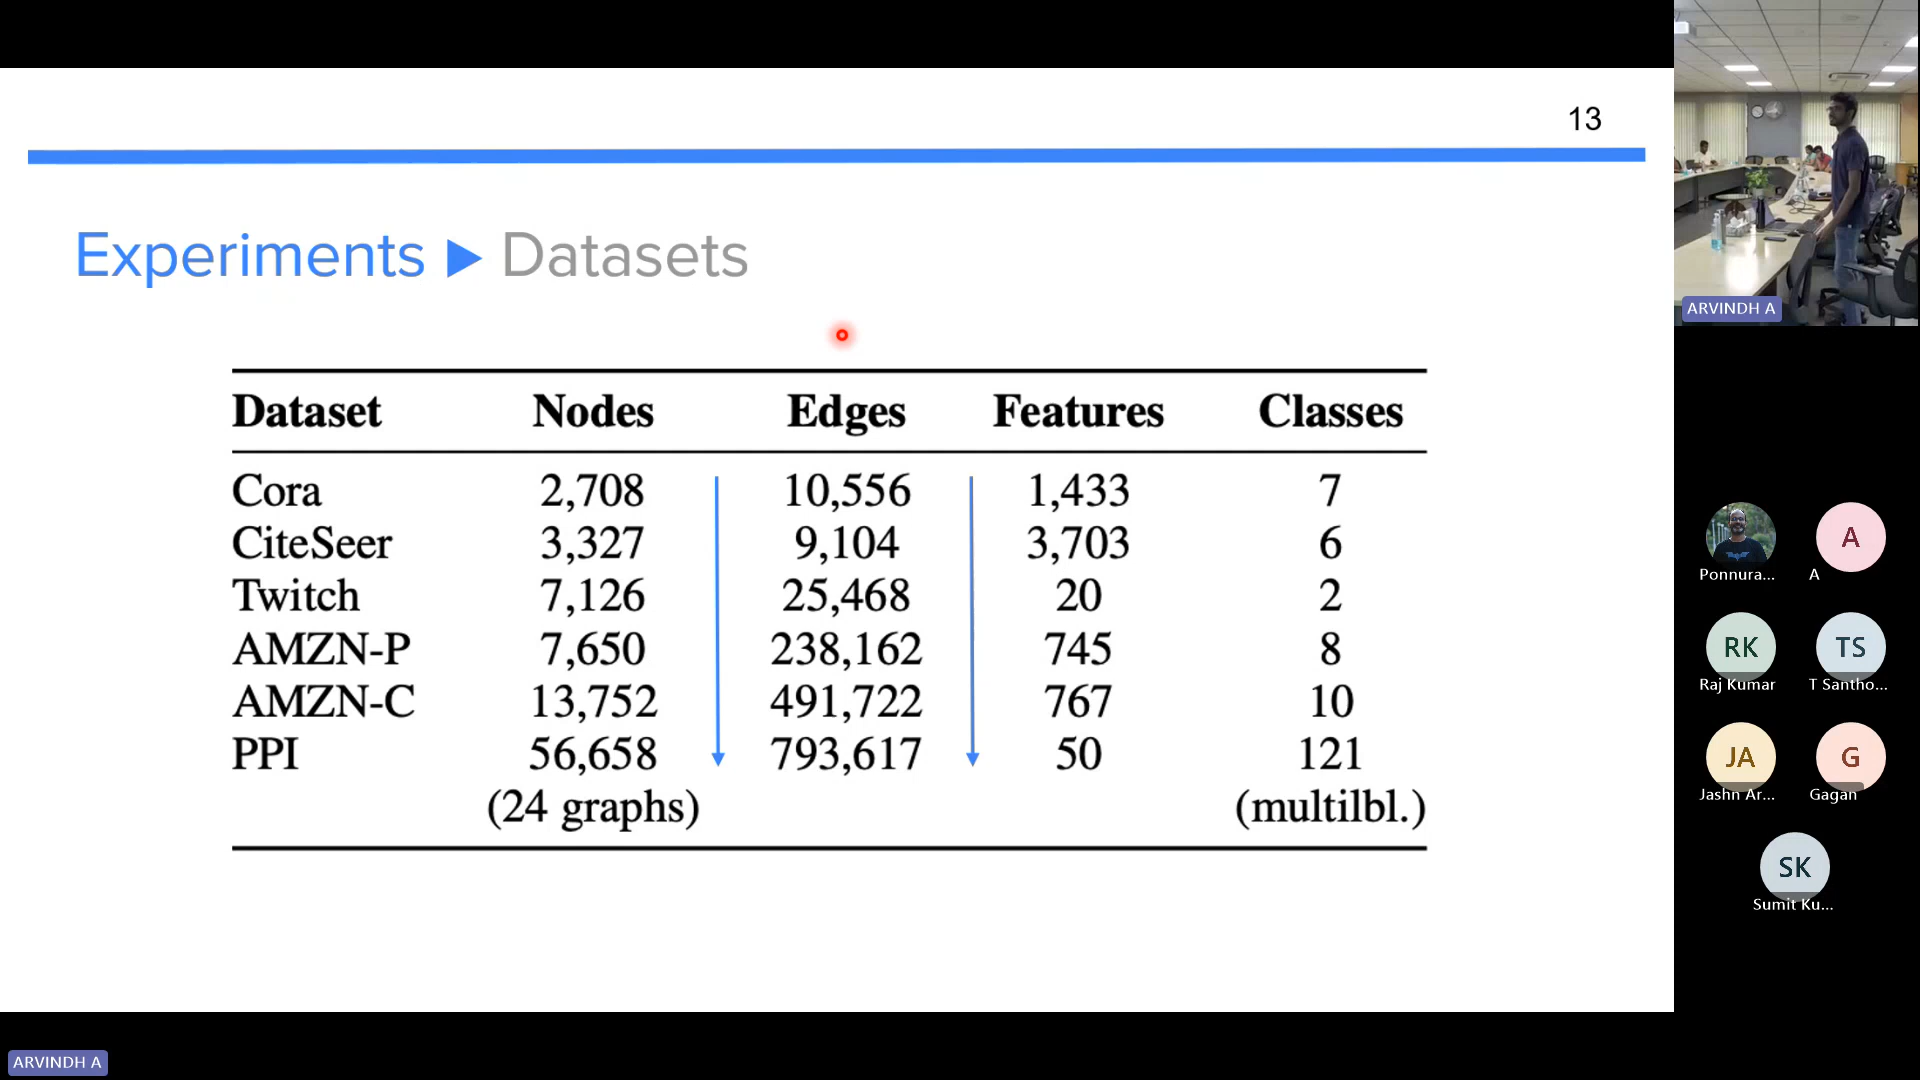 13
Experiments ▶ Datasets
Dataset Nodes Edges Features Classes
Cora 2,708 10,556 1,433 7
CiteSeer 3,327 9,104 3,703 6
Twitch 7,126 25,468 20 2
AMZN-P 7,650 238,162 745 8
AMZN-C 13,752 491,722 767 10
PPI 56,658 793,617 50 121
(24 graphs) (multilbl.)
ARVINDH A
ARVINDH A
Ponnura... A
A
RK TS
Raj Kumar T Santho...
JA G
Jashn Ar... Gagan
SK
Sumit Ku...